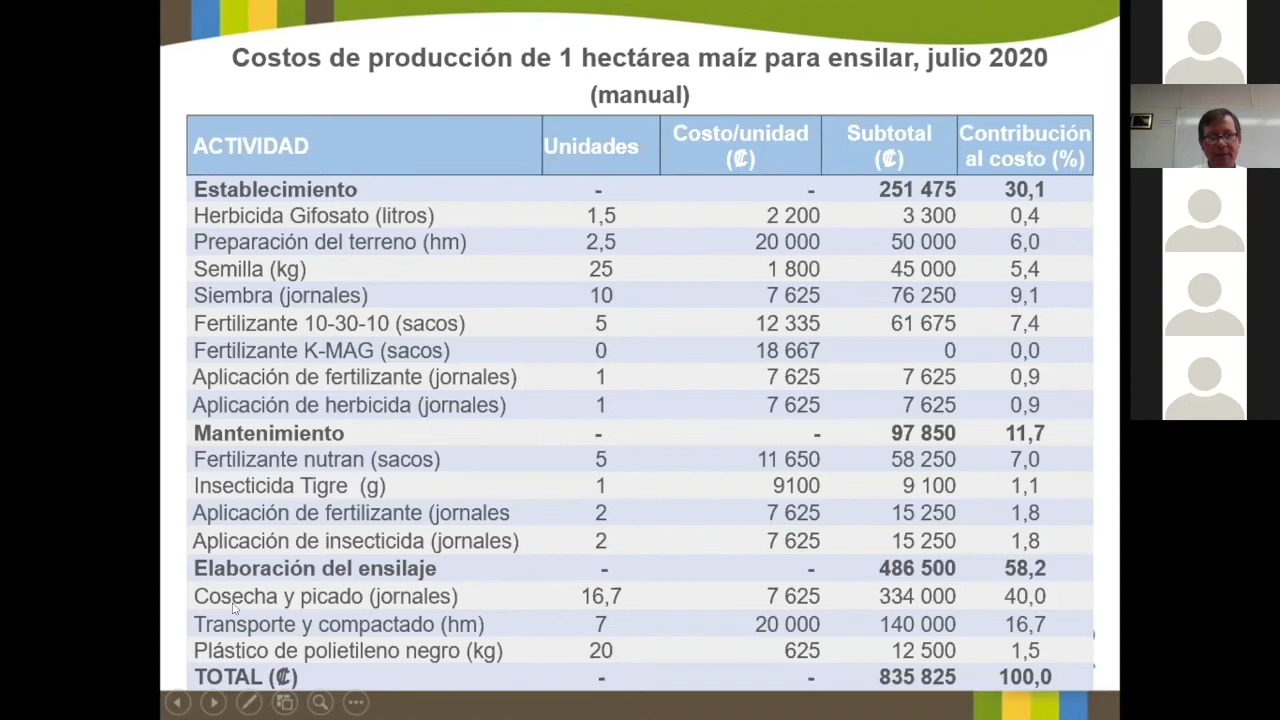 Costos de producción de 1 hectárea maíz para ensilar, julio 2020
(manual)
ACTIVIDAD Unidades Costo/unidad (₡) Subtotal (₡) Contribución al costo (%)
Establecimiento - - 251 475 30,1
Herbicida Gifosato (litros) 1,5 2 200 3 300 0,4
Preparación del terreno (hm) 2,5 20 000 50 000 6,0
Semilla (kg) 25 1 800 45 000 5,4
Siembra (jornales) 10 7 625 76 250 9,1
Fertilizante 10-30-10 (sacos) 5 12 335 61 675 7,4
Fertilizante K-MAG (sacos) 0 18 667 0 0,0
Aplicación de fertilizante (jornales) 1 7 625 7 625 0,9
Aplicación de herbicida (jornales) 1 7 625 7 625 0,9
Mantenimiento - - 97 850 11,7
Fertilizante nutran (sacos) 5 11 650 58 250 7,0
Insecticida Tigre (g) 1 9100 9 100 1,1
Aplicación de fertilizante (jornales 2 7 625 15 250 1,8
Aplicación de insecticida (jornales) 2 7 625 15 250 1,8
Elaboración del ensilaje - - 486 500 58,2
Cosecha y picado (jornales) 16,7 7 625 334 000 40,0
Transporte y compactado (hm) 7 20 000 140 000 16,7
Plástico de polietileno negro (kg) 20 625 12 500 1,5
TOTAL (₡) - - 835 825 100,0